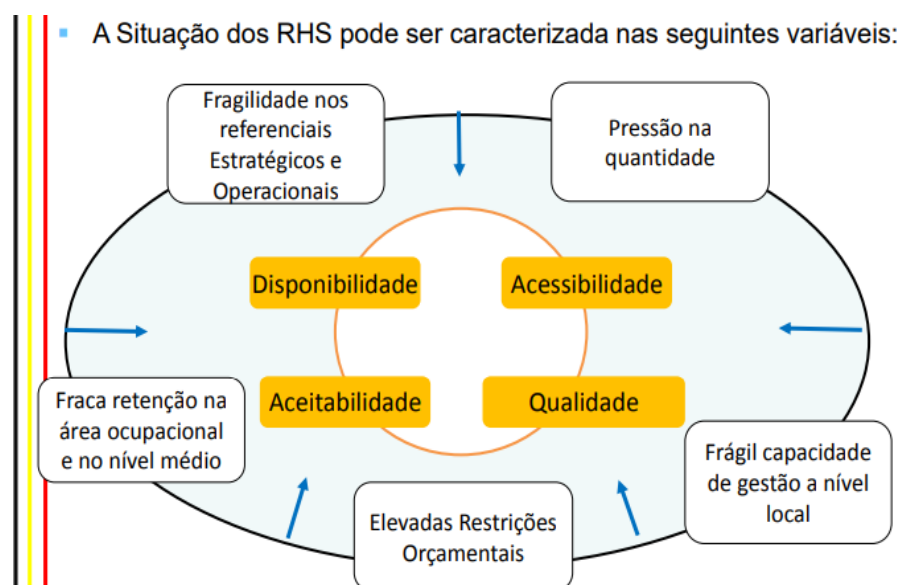 ▪ A Situação dos RHS pode ser caracterizada nas seguintes variáveis:
Fragilidade nos
referenciais
Estratégicos e
Operacionais
Pressão na
quantidade
Disponibilidade
Acessibilidade
Aceitabilidade
Qualidade
Fraca retenção na
área ocupacional
e no nível médio
Elevadas Restrições
Orçamentais
Frágil capacidade
de gestão a nível
local